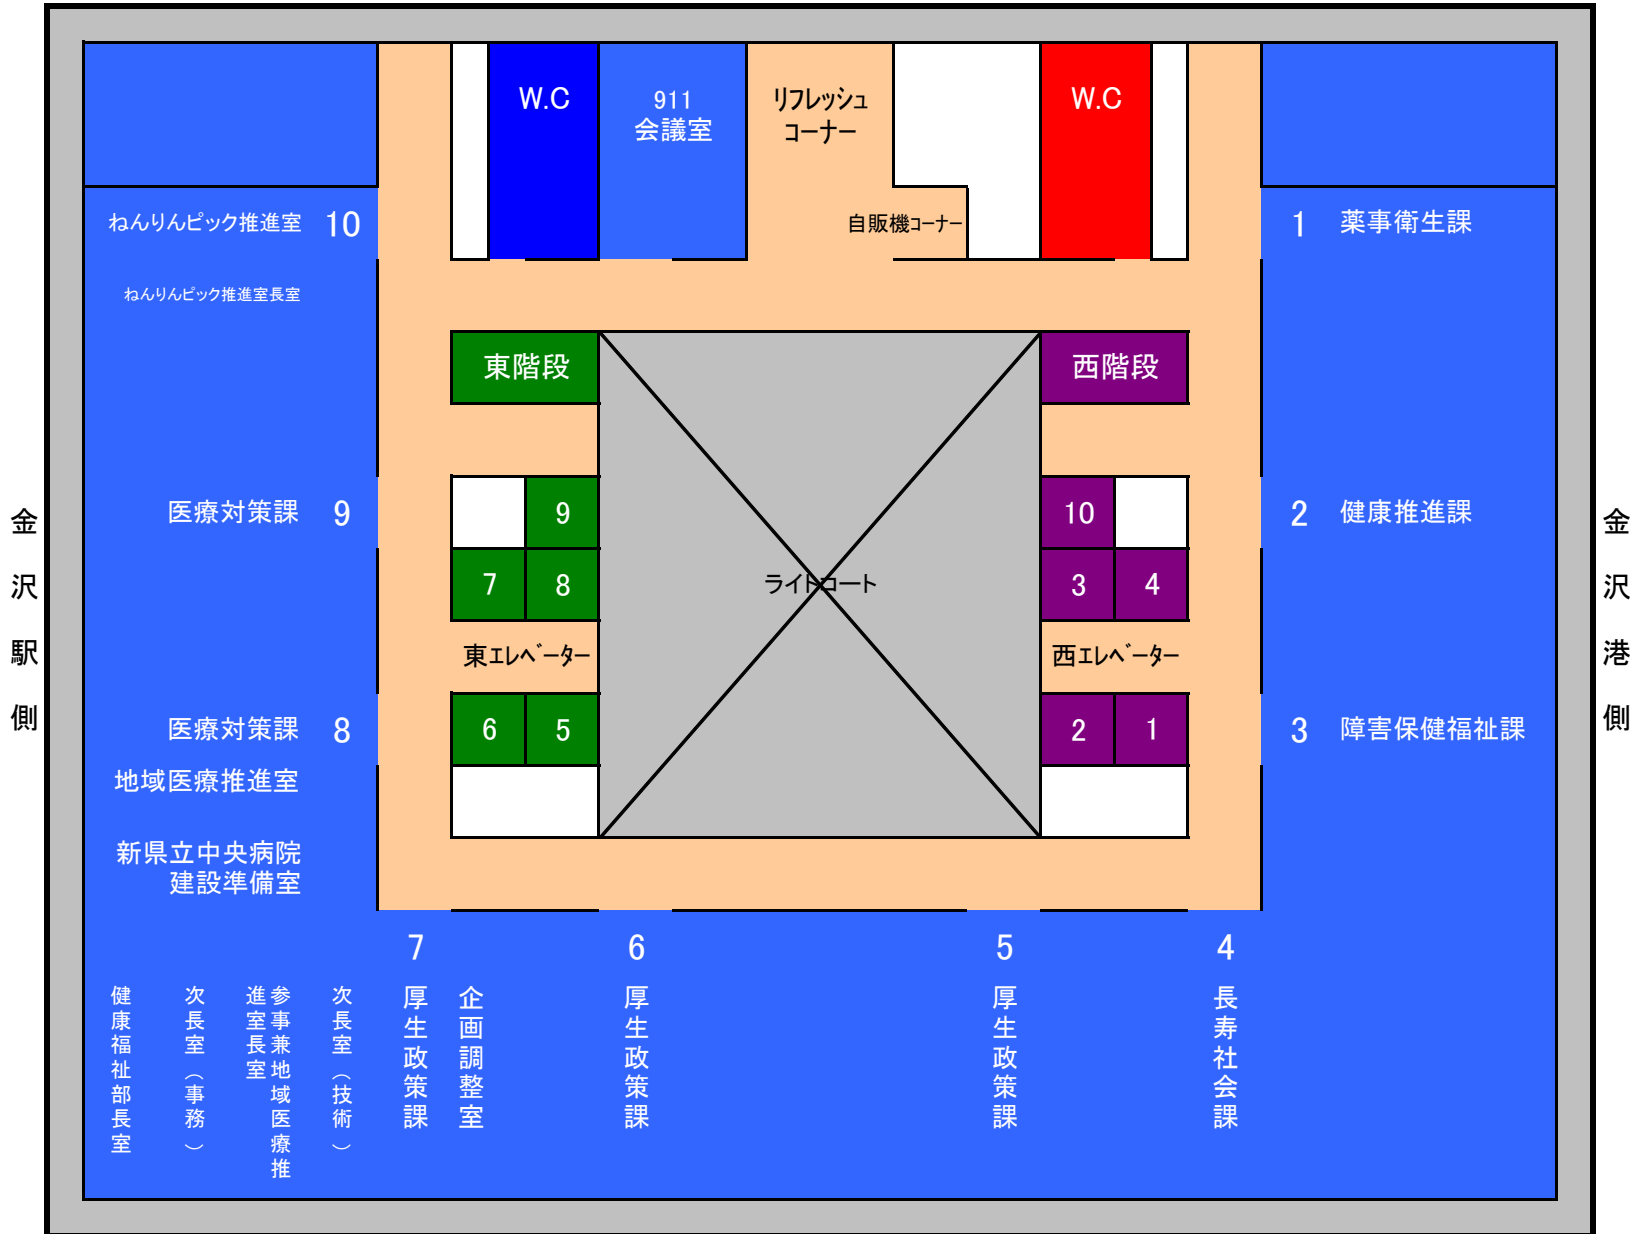 W.C
911
会議室
リフレッシュ
コーナー
W.C
ねんりんピック推進室 10
自販機コーナー
1 薬事衛生課
ねんりんピック推進室長室
東階段
西階段
医療対策課 9
9
10
2 健康推進課
金沢駅側
7
8
ライトコート
3
4
金沢港側
東エレベーター
西エレベーター
医療対策課 8
6
5
2
1
3 障害保健福祉課
地域医療推進室
新県立中央病院
建設準備室
7
6
5
4
健康福祉部長室
次長室（事務）
参事兼地域医療推
進室長室
次長室（技術）
厚生政策課
企画調整室
厚生政策課
厚生政策課
長寿社会課